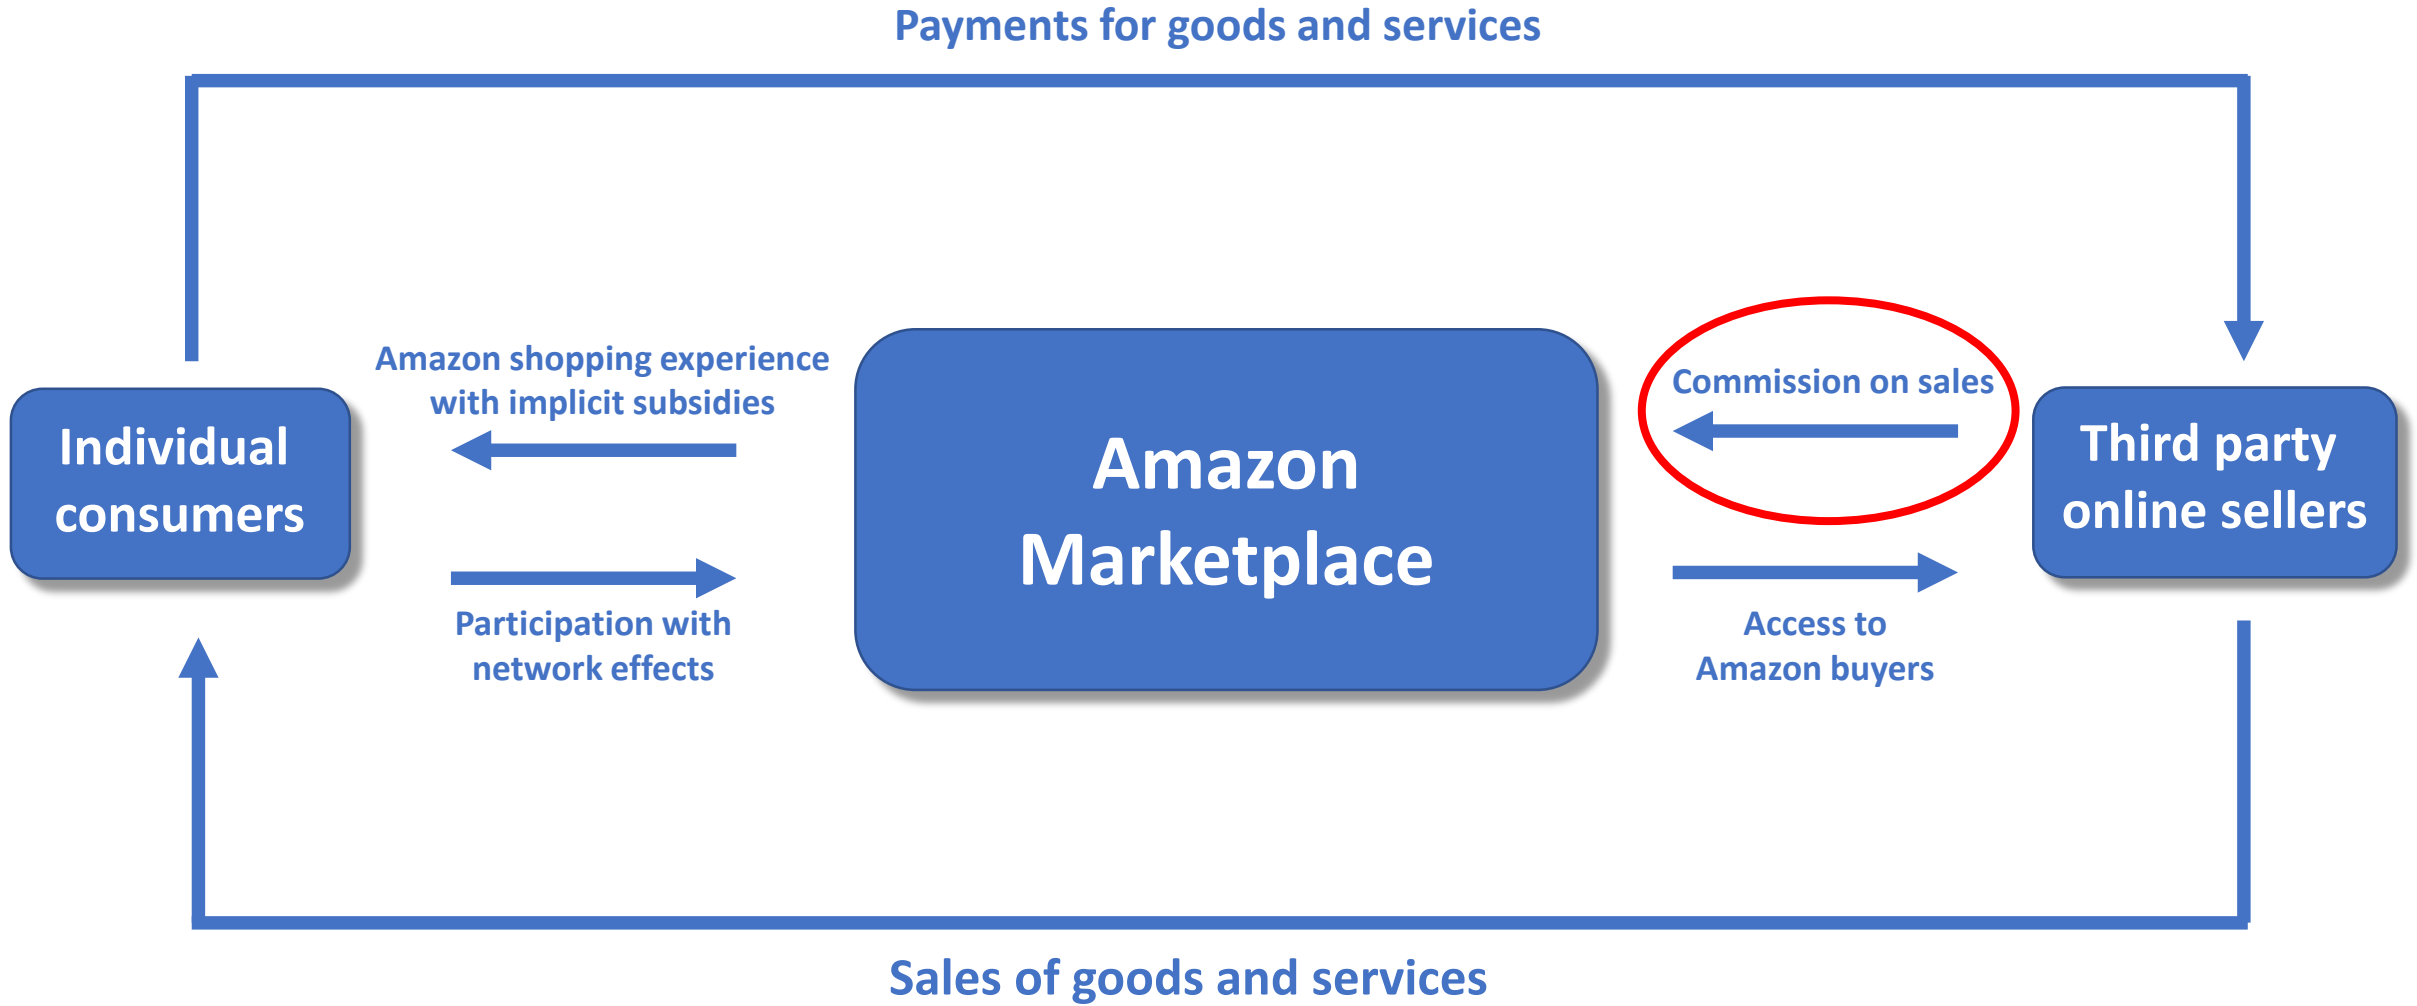 Payments for goods and services
Amazon shopping experience
with implicit subsidies
Commission on sales
Individual
consumers
Amazon
Marketplace
Third party
online sellers
Participation with
network effects
Access to
Amazon buyers
Sales of goods and services